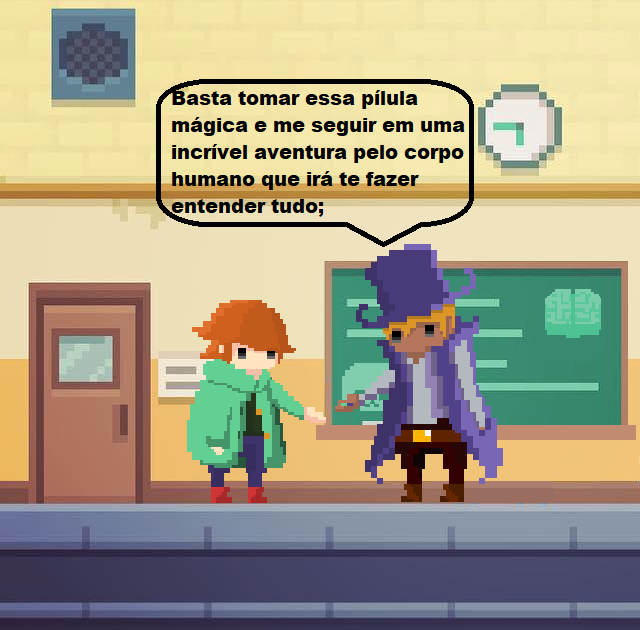 Basta tomar essa pílula
mágica e me seguir em uma
incrível aventura pelo corpo
humano que irá te fazer
entender tudo;